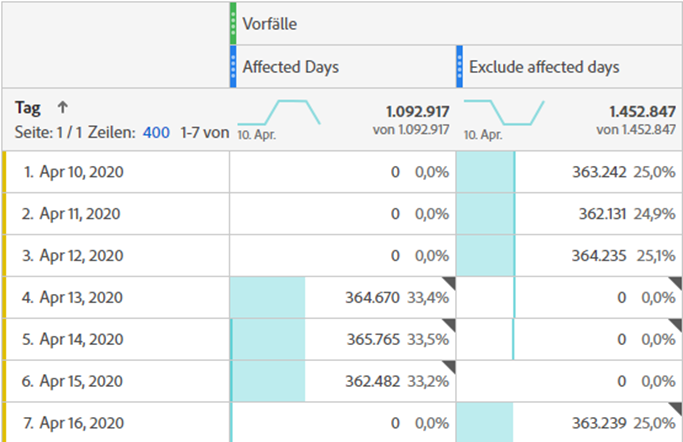 Vorfälle
Affected Days Exclude affected days
Tag ↑ 1.092.917 1.452.847
Seite: 1 / 1 Zeilen: 400 1-7 von 10. Apr. von 1.092.917 10. Apr. von 1.452.847
1. Apr 10, 2020 0 0,0% 363.242 25,0%
2. Apr 11, 2020 0 0,0% 362.131 24,9%
3. Apr 12, 2020 0 0,0% 364.235 25,1%
4. Apr 13, 2020 364.670 33,4% 0 0,0%
5. Apr 14, 2020 365.765 33,5% 0 0,0%
6. Apr 15, 2020 362.482 33,2% 0 0,0%
7. Apr 16, 2020 0 0,0% 363.239 25,0%